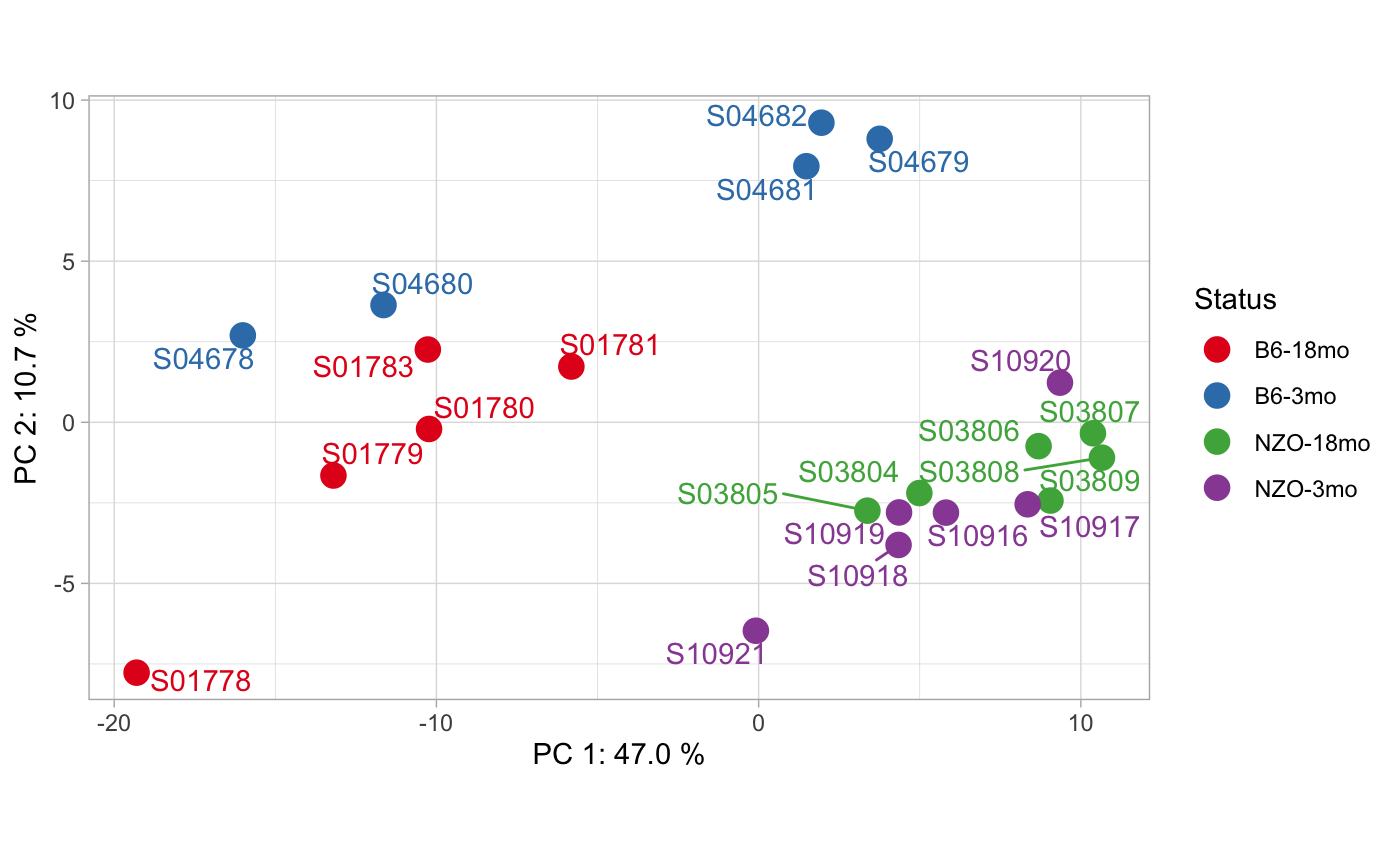 10
5
0
-5
PC 2: 10.7 %
S04682
S04679
S04681
S04680
S04678
S01783
S01781
S01780
S01779
S01778
S10920
S03807
S03806
S03804
S03808
S03809
S03805
S10919
S10916
S10917
S10918
S10921
-20
-10
0
10
PC 1: 47.0 %
Status
B6-18mo
B6-3mo
NZO-18mo
NZO-3mo